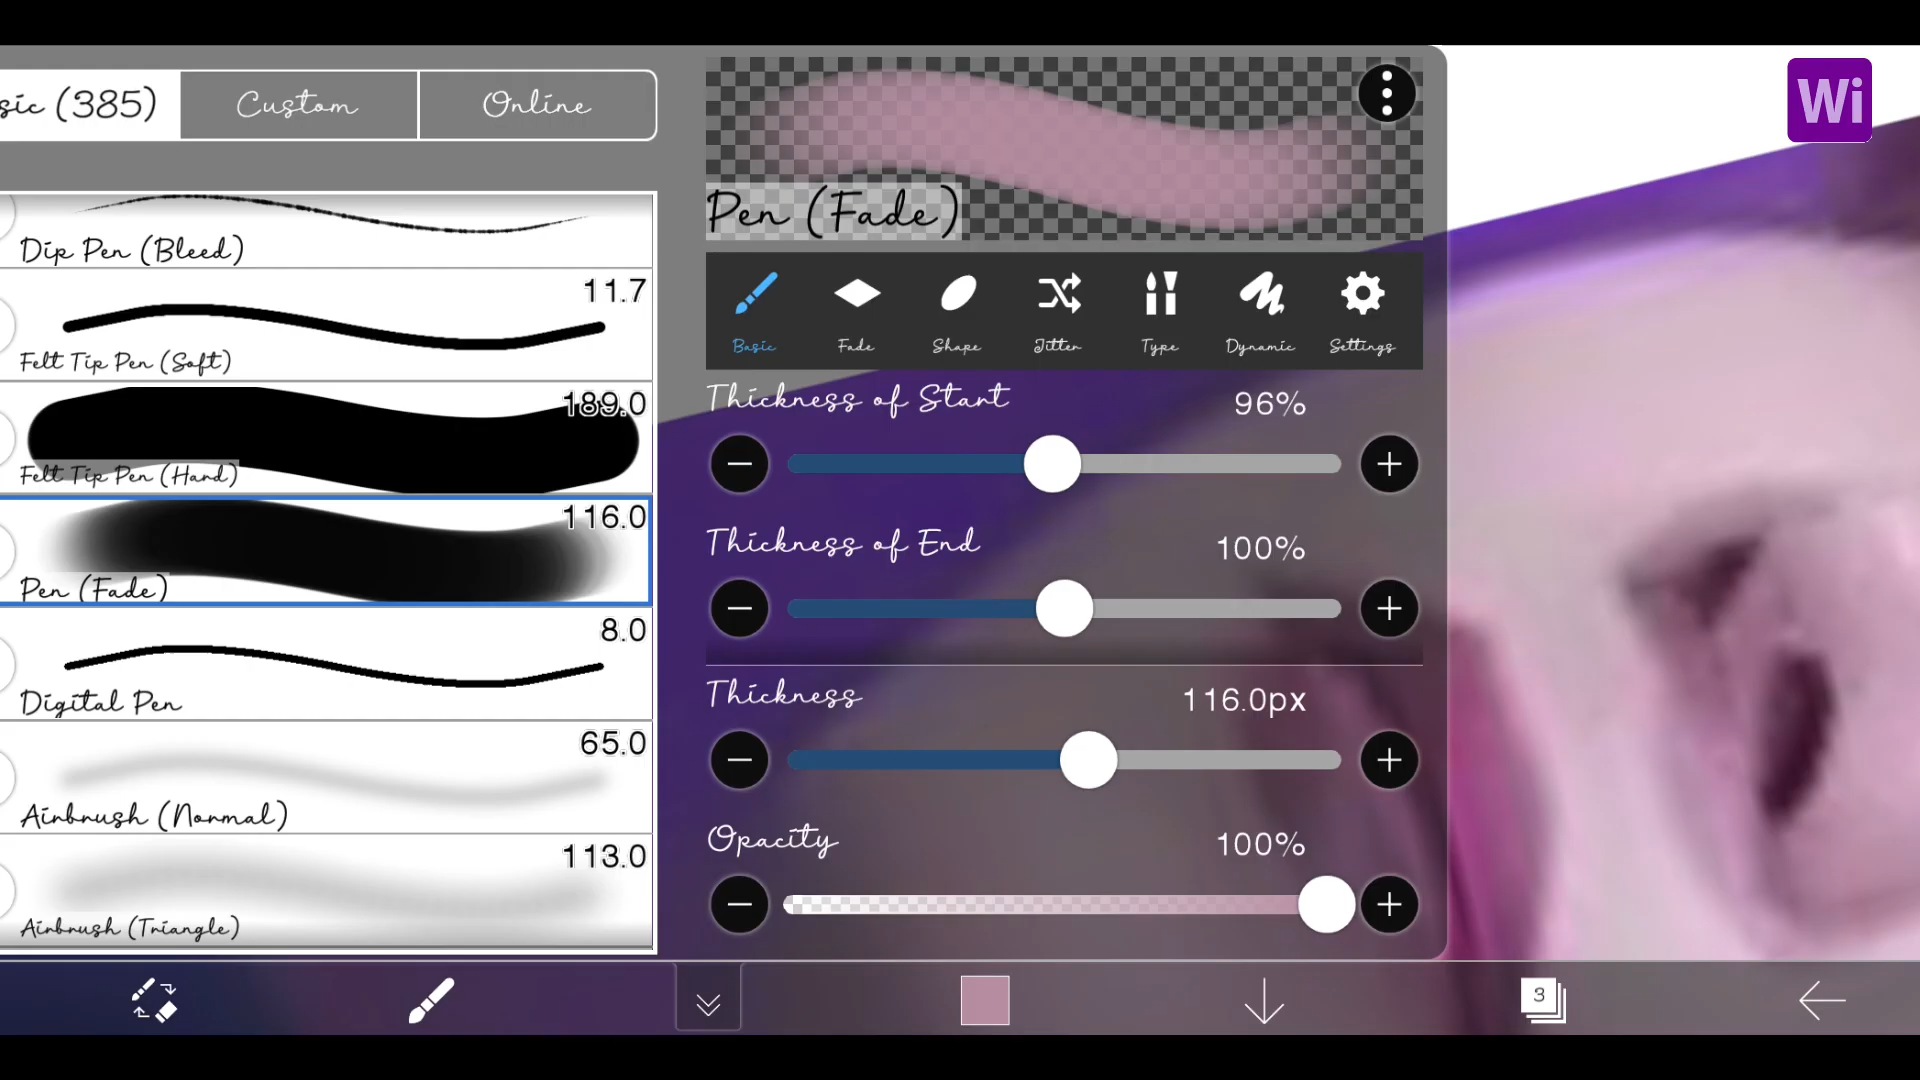 sic (385)
Custom
Online
Dip Pen (Bleed)
11.7
Felt Tip Pen (Soft)
189.0
Felt Tip Pen (Hard)
116.0
Pen (Fade)
8.0
Digital Pen
65.0
Airbrush (Normal)
113.0
Airbrush (Triangle)
Pen (Fade)
Basic
Fade
Shape
Jitter
Type
Dynamic
Settings
Thickness of Start
96%
Thickness of End
100%
Thickness
116.0px
Opacity
100%
3
Wi